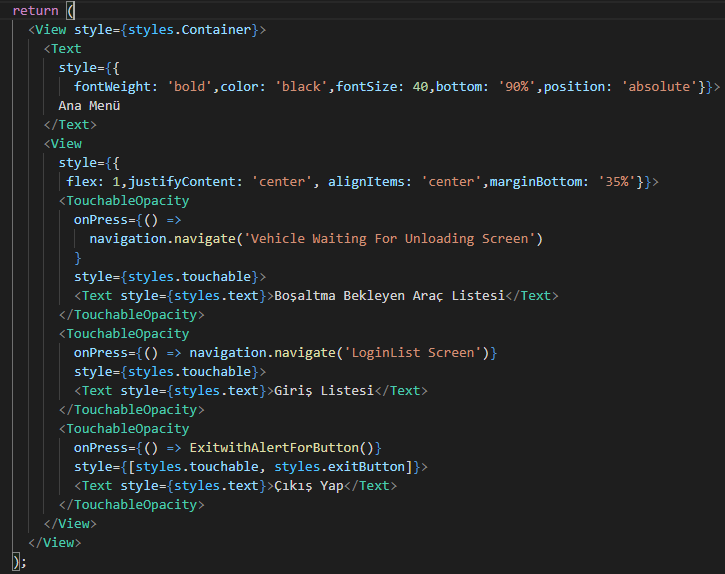 return (
<View style={styles.Container}>
<Text
style={{
fontWeight: 'bold',color: 'black',fontSize: 40,bottom: '90%',position: 'absolute'}}>
Ana Menü
</Text>
<View
style={{
flex: 1,justifyContent: 'center', alignItems: 'center',marginBottom: '35%'}}>
<TouchableOpacity
onPress={() =>
navigation.navigate('Vehicle Waiting For Unloading Screen')
}
style={styles.touchable}>
<Text style={styles.text}>Boşaltma Bekleyen Araç Listesi</Text>
</TouchableOpacity>
<TouchableOpacity
onPress={() => navigation.navigate('LoginList Screen')}
style={styles.touchable}>
<Text style={styles.text}>Giriş Listesi</Text>
</TouchableOpacity>
<TouchableOpacity
onPress={() => ExitwithAlertForButton()}
style={[styles.touchable, styles.exitButton]}>
<Text style={styles.text}>Çıkış Yap</Text>
</TouchableOpacity>
</View>
</View>
);